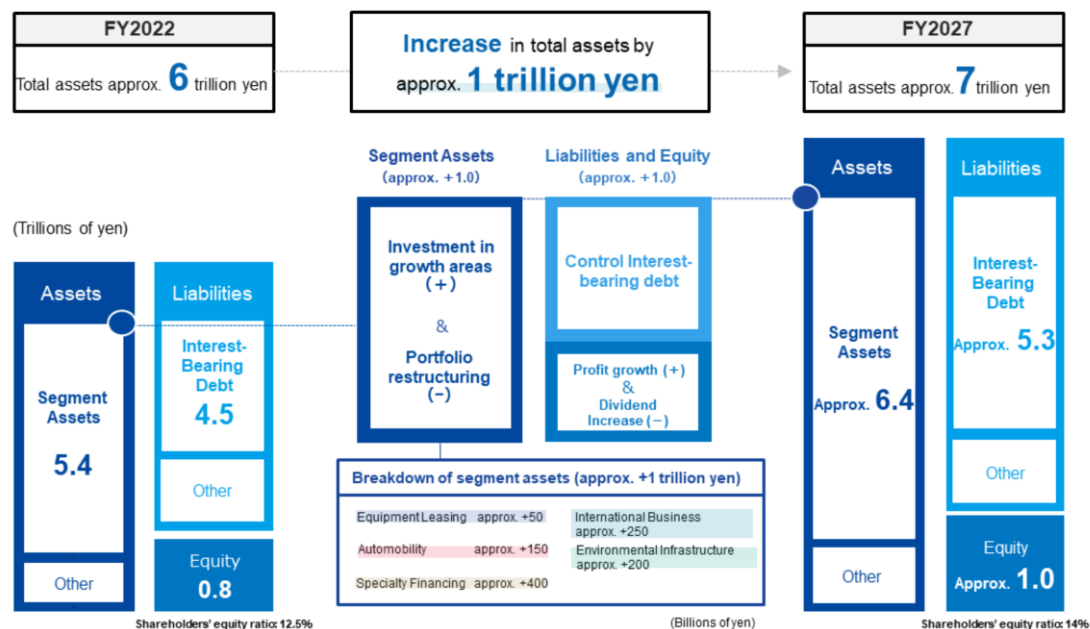 FY2022
Total assets approx. 6 trillion yen
Increase in total assets by
approx. 1 trillion yen
FY2027
Total assets approx. 7 trillion yen
(Trillions of yen)
Assets
Segment
Assets
5.4
Other
Liabilities
Interest-
Bearing
Debt
4.5
Other
Equity
0.8
Shareholders' equity ratio: 12.5%
Segment Assets
(approx. +1.0)
Investment in
growth areas
(+)
&
Portfolio
restructuring
(-)
Liabilities and Equity
(approx. +1.0)
Control Interest-
bearing debt
Profit growth (+)
&
Dividend
Increase (-)
Breakdown of segment assets (approx. +1 trillion yen)
Equipment Leasing approx. +50
Automobility approx. +150
Specialty Financing approx. +400
International Business
approx. +250
Environmental Infrastructure
approx. +200
(Billions of yen)
Assets
Segment
Assets
Approx. 6.4
Other
Liabilities
Interest-
Bearing
Debt
Approx. 5.3
Other
Equity
Approx. 1.0
Shareholders' equity ratio: 14%